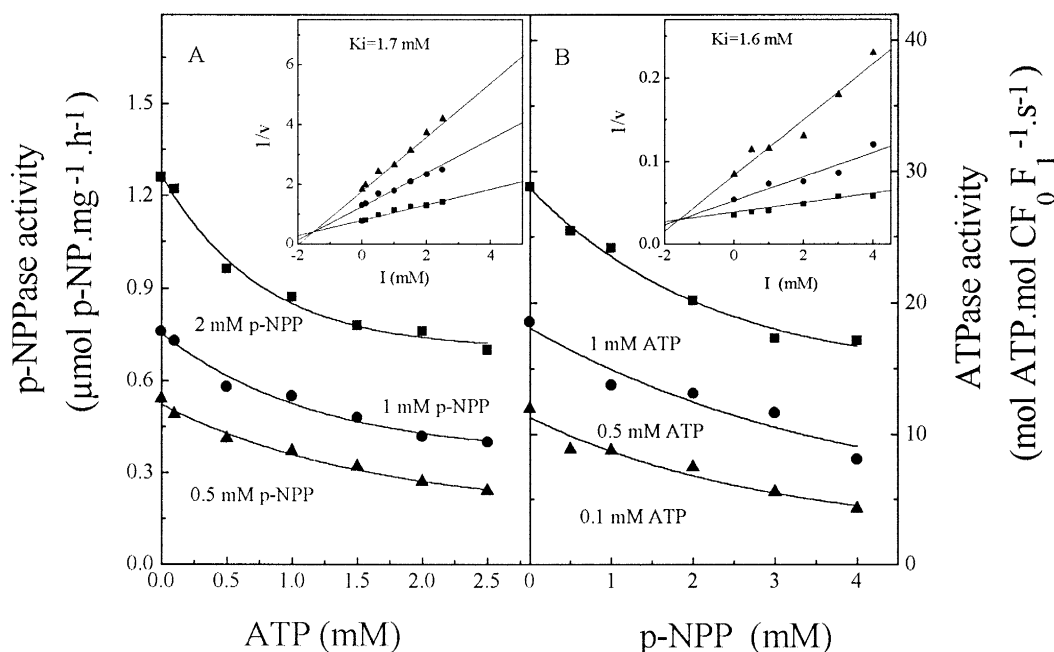 p-NPPase activity
(µmol p-NP.mg⁻¹.h⁻¹)
1.5
1.2
0.9
0.6
0.3
0.0
A
Ki=1.7 mM
1/v
6
4
2
0
-2 0 2 4
I (mM)
2 mM p-NPP
1 mM p-NPP
0.5 mM p-NPP
0.0 0.5 1.0 1.5 2.0 2.5
ATP (mM)
B
Ki=1.6 mM
1/v
0.2
0.1
0.0
-2 0 2 4
I (mM)
1 mM ATP
0.5 mM ATP
0.1 mM ATP
0 1 2 3 4
p-NPP (mM)
40
30
20
10
0
ATPase activity
(mol ATP.mol CF₀F₁⁻¹.s⁻¹)